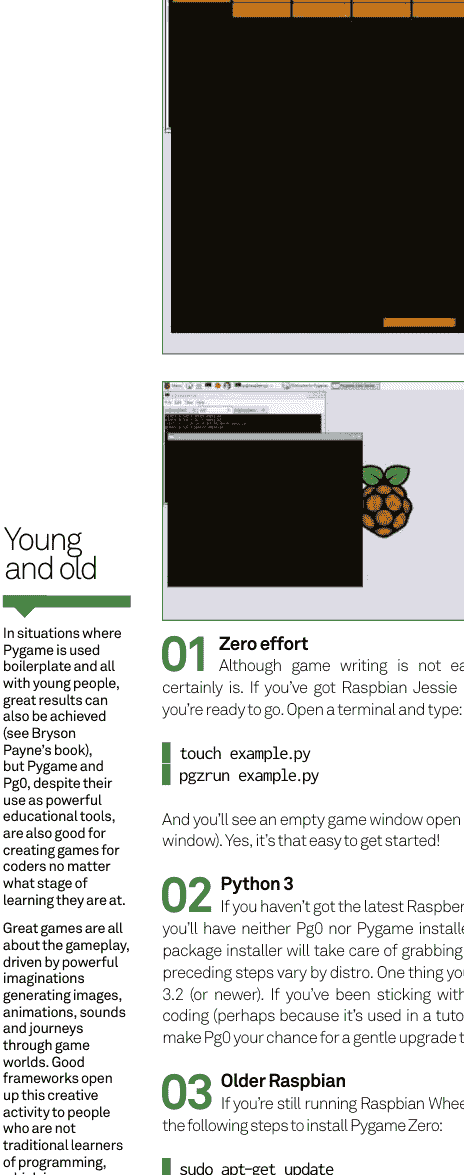 Young
and old
In situations where
Pygame is used
boilerplate and all
with young people,
great results can
also be achieved
(see Bryson
Payne's book),
but Pygame and
Pg0, despite their
use as powerful
educational tools,
are also good for
creating games for
coders no matter
what stage of
learning they are at.
Great games are all
about the gameplay,
driven by powerful
imaginations
generating images,
animations, sounds
and journeys
through game
worlds. Good
frameworks open
up this creative
activity to people
who are not
traditional learners
of programming,
01 Zero effort
Although game writing is not
certainly is. If you've got Raspbian Jessie
you're ready to go. Open a terminal and type:
touch example.py
pgzrun example.py
And you'll see an empty game window open
window). Yes, it's that easy to get started!
02 Python 3
If you haven't got the latest
you'll have neither Pg0 nor Pygame
package installer will take care of grabbing
preceding steps vary by distro. One thing
3.2 (or newer). If you've been sticking with
coding (perhaps because it's used in a
make Pg0 your chance for a gentle upgrade
03 Older Raspbian
If you're still running Raspbian
the following steps to install Pygame Zero:
sudo apt-get update